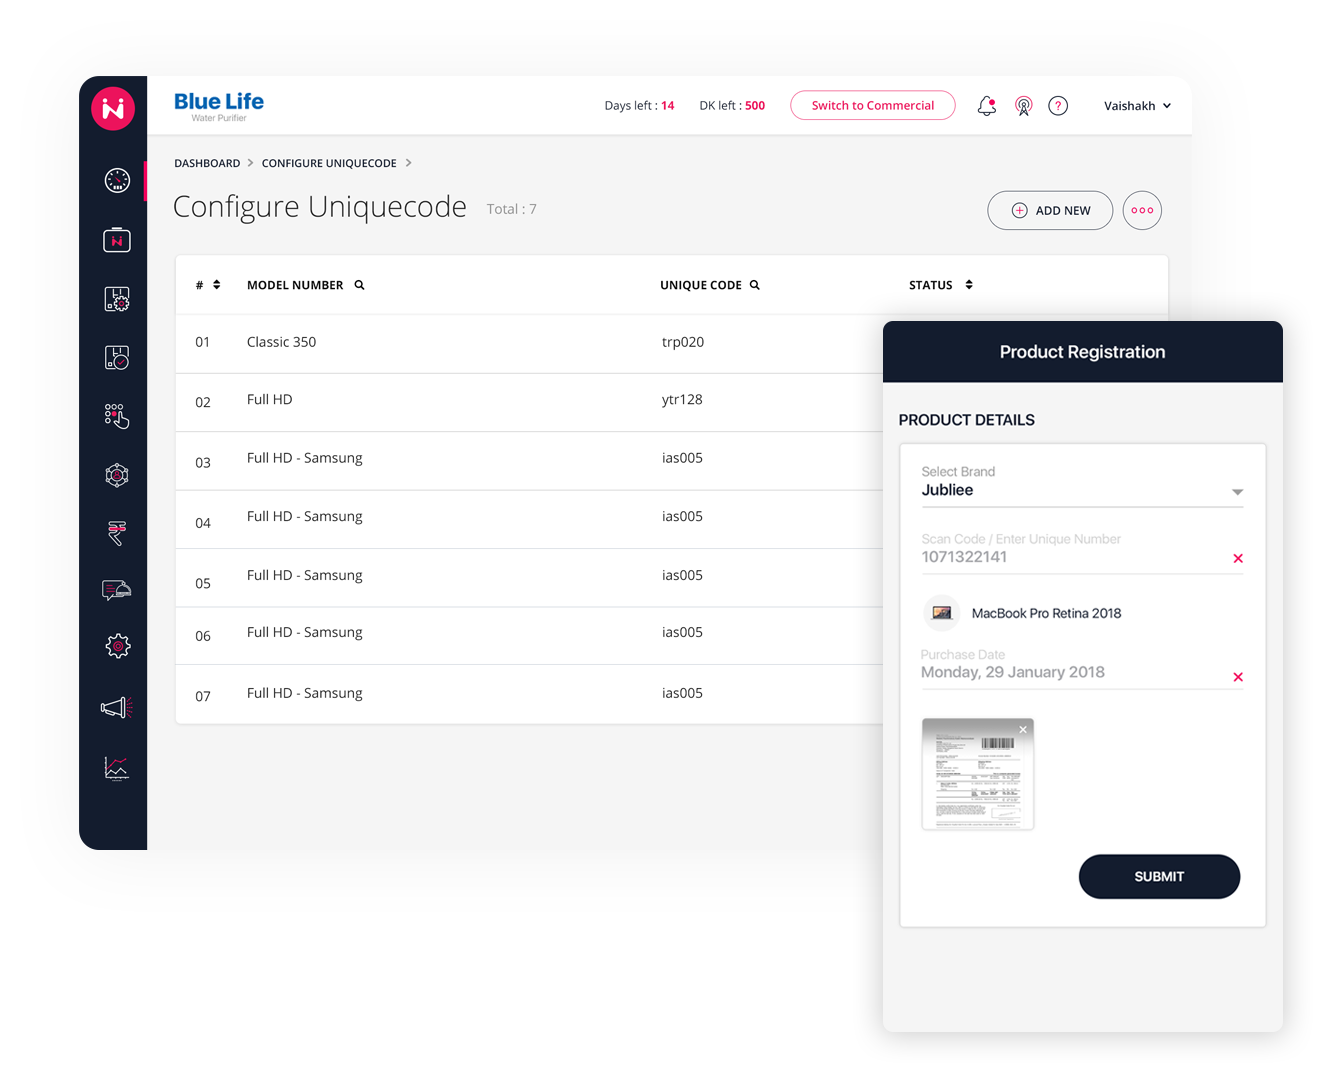 Blue Life
Water Purifier
Days left : 14
DK left : 500
Switch to Commercial
?
Vaishakh
DASHBOARD > CONFIGURE UNIQUECODE >
Configure Uniquecode
Total : 7
ADD NEW
# MODEL NUMBER UNIQUE CODE STATUS
01 Classic 350 trp020
02 Full HD ytr128
03 Full HD - Samsung ias005
04 Full HD - Samsung ias005
05 Full HD - Samsung ias005
06 Full HD - Samsung ias005
07 Full HD - Samsung ias005
Product Registration
PRODUCT DETAILS
Select Brand
Jubliee
Scan Code / Enter Unique Number
1071322141
MacBook Pro Retina 2018
Purchase Date
Monday, 29 January 2018
SUBMIT